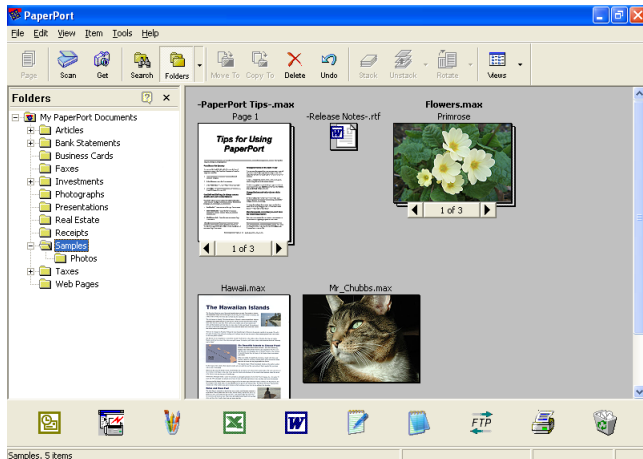 PaperPort
File Edit View Item Tools Help
Page Scan Get Search Folders Move To Copy To Delete Undo Stack Unstack Rotate Views
Folders
My PaperPort Documents
Articles
Bank Statements
Business Cards
Faxes
Investments
Photographs
Presentations
Real Estate
Receipts
Samples
Photos
Taxes
Web Pages
-PaperPort Tips-.max
Page 1
Tips for Using
PaperPort
1 of 3
-Release Notes-.rtf
Flowers.max
Primrose
1 of 3
Hawaii.max
The Hawaiian Islands
Mr_Chubbs.max
FTP
Samples, 5 items